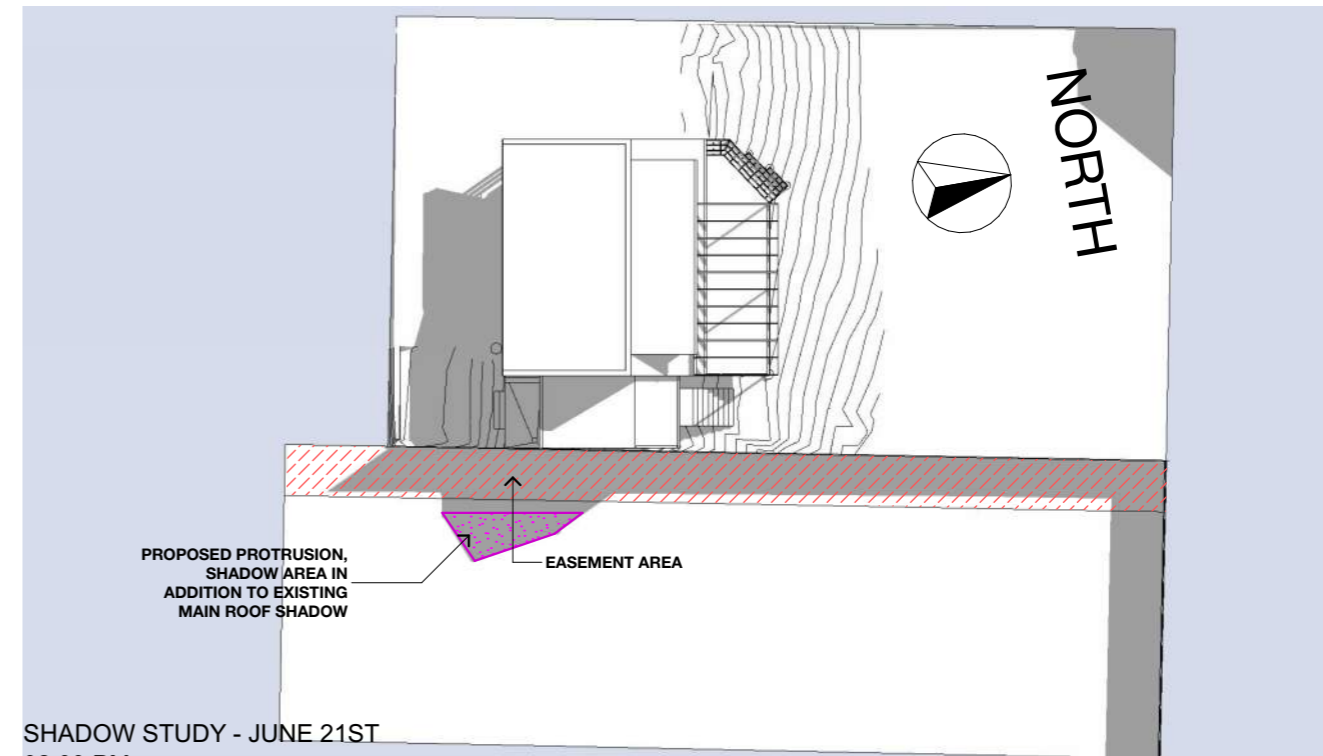 NORTH
PROPOSED PROTRUSION,
SHADOW AREA IN
ADDITION TO EXISTING
MAIN ROOF SHADOW
EASEMENT AREA
SHADOW STUDY - JUNE 21ST